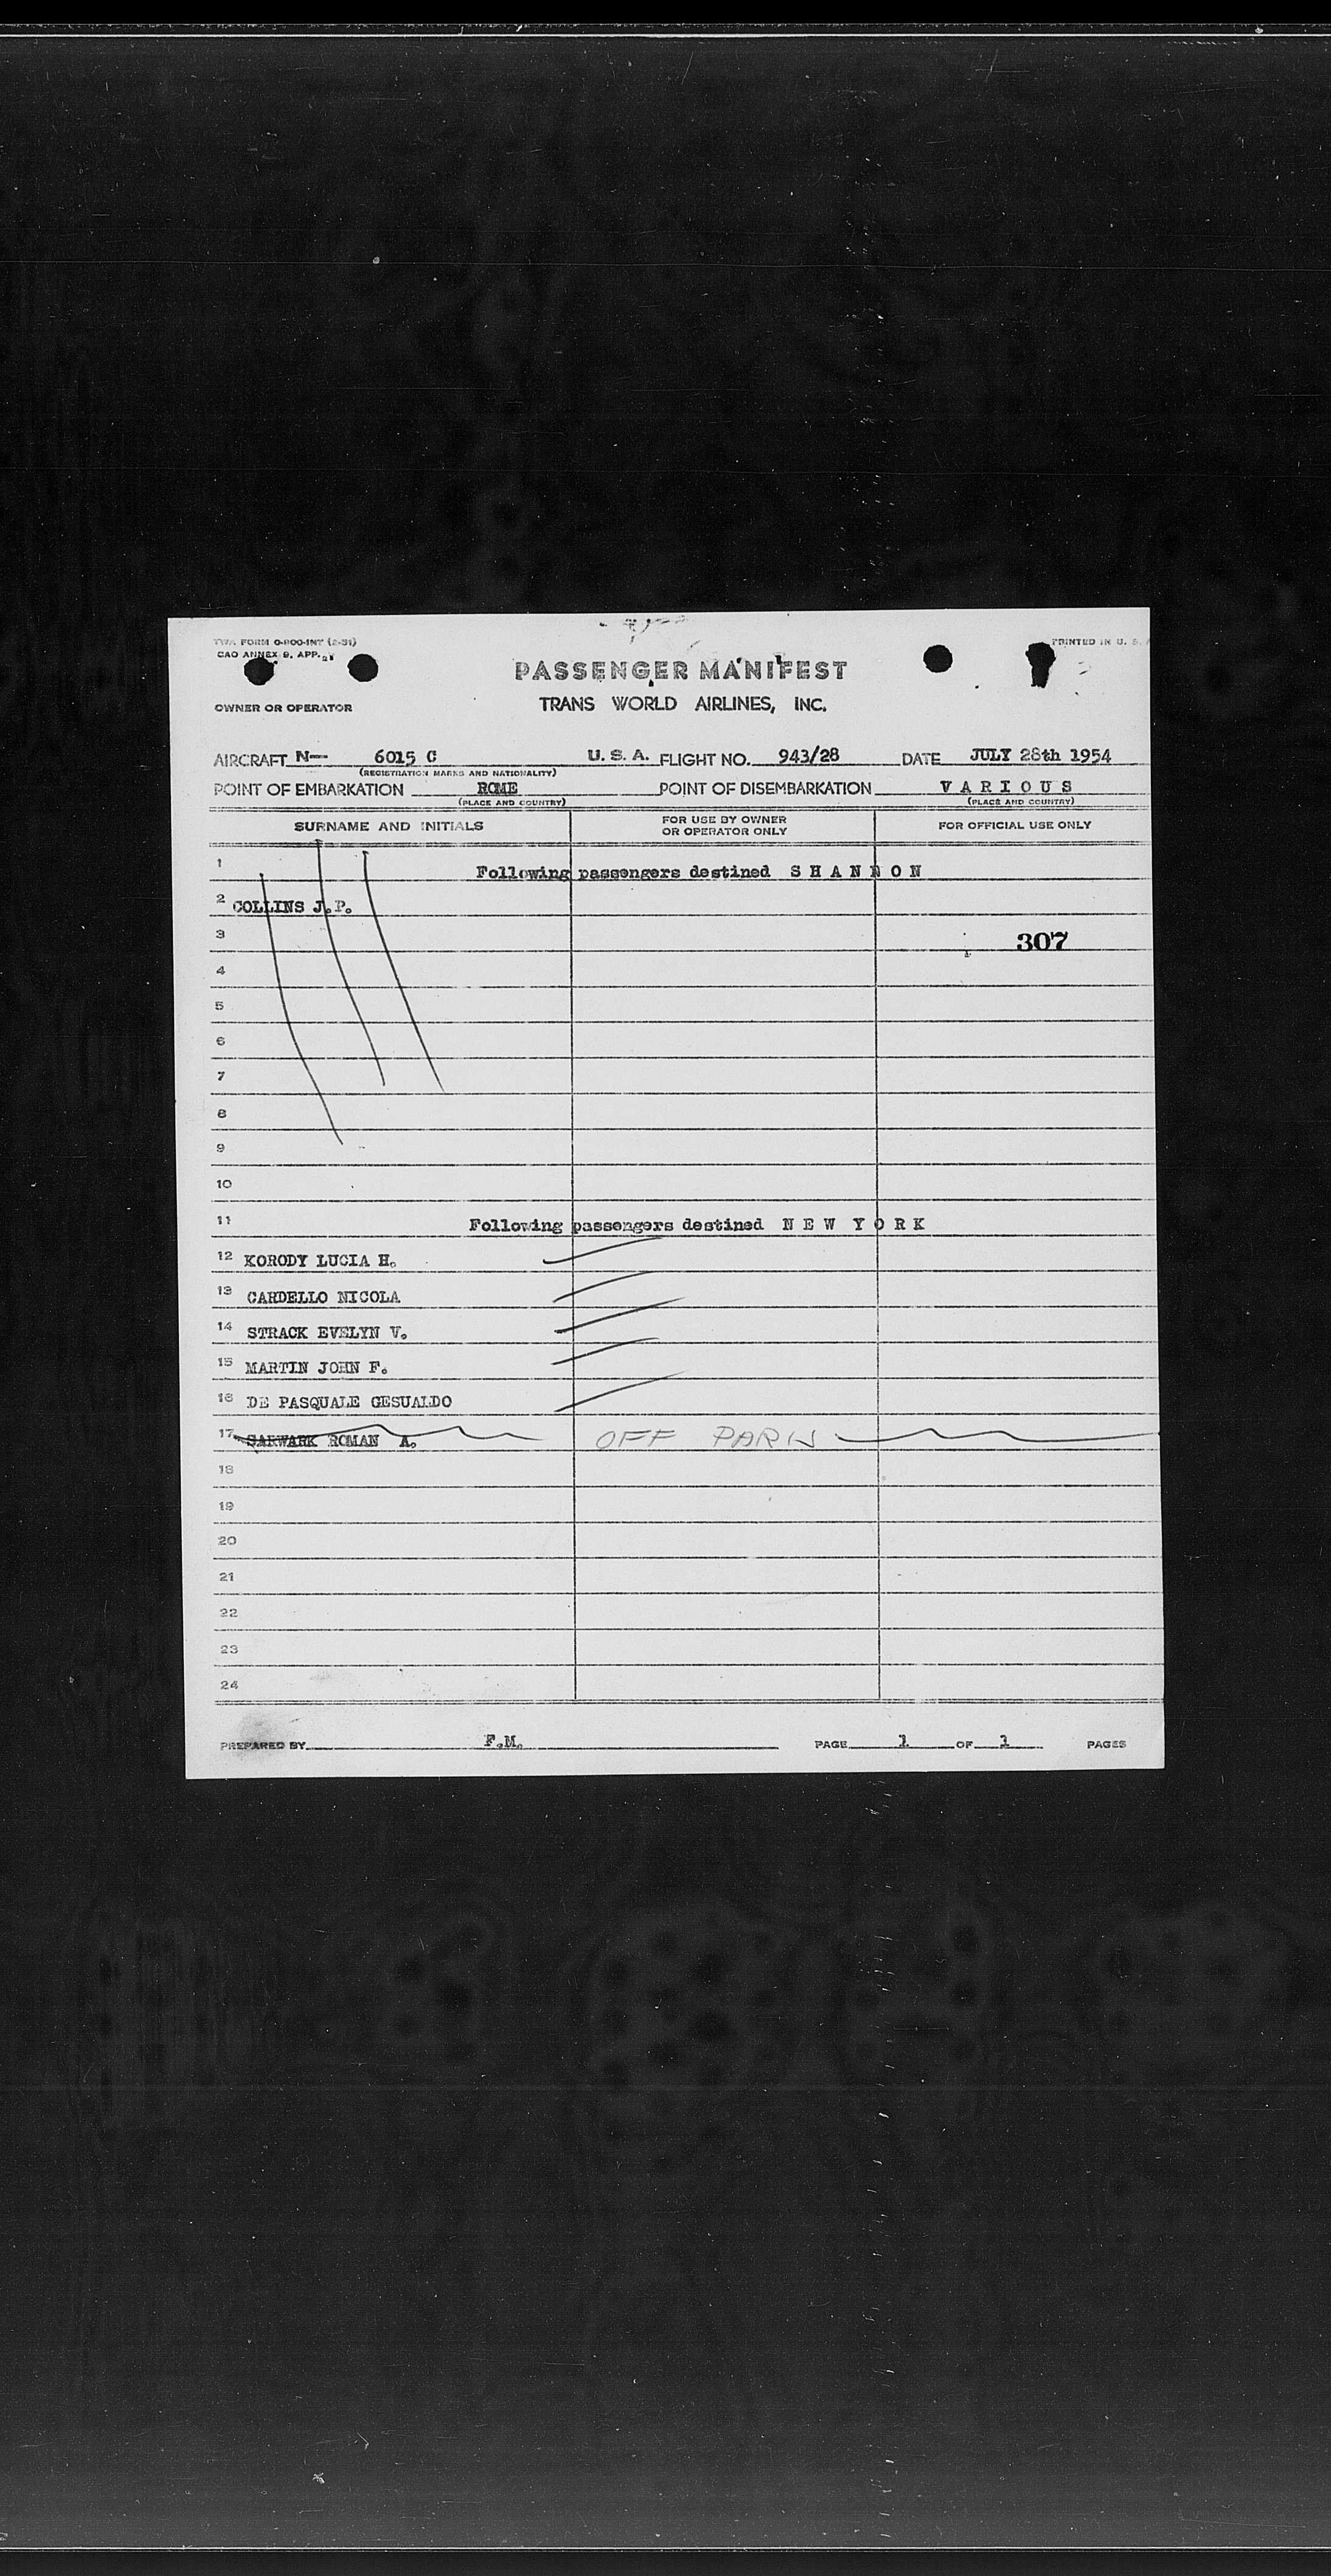 TWA FORM O-800-INT (2-51)
CAO ANNEX 9, APP.
PRINTED IN U. S.
PASSENGER MANIFEST
OWNER OR OPERATOR
TRANS WORLD AIRLINES, INC.
AIRCRAFT N-- 6015 C U. S. A. FLIGHT NO. 943/28 DATE JULY 28th 1954
(REGISTRATION MARKS AND NATIONALITY)
POINT OF EMBARKATION ROME POINT OF DISEMBARKATION V A R I O U S
(PLACE AND COUNTRY) (PLACE AND COUNTRY)
SURNAME AND INITIALS FOR USE BY OWNER OR OPERATOR ONLY FOR OFFICIAL USE ONLY
1 Following passengers destined S H A N N O N
2 COLLINS J.P.
3 307
4
5
6
7
8
9
10
11 Following passengers destined N E W Y O R K
12 KORODY LUCIA H.
13 CARDELLO NICOLA
14 STRACK EVELYN V.
15 MARTIN JOHN F.
16 DE PASQUALE GESUALDO
17 SARWARK ROMAN A. OFF PARIS
18
19
20
21
22
23
24
PREPARED BY F.M. PAGE 1 OF 1 PAGES